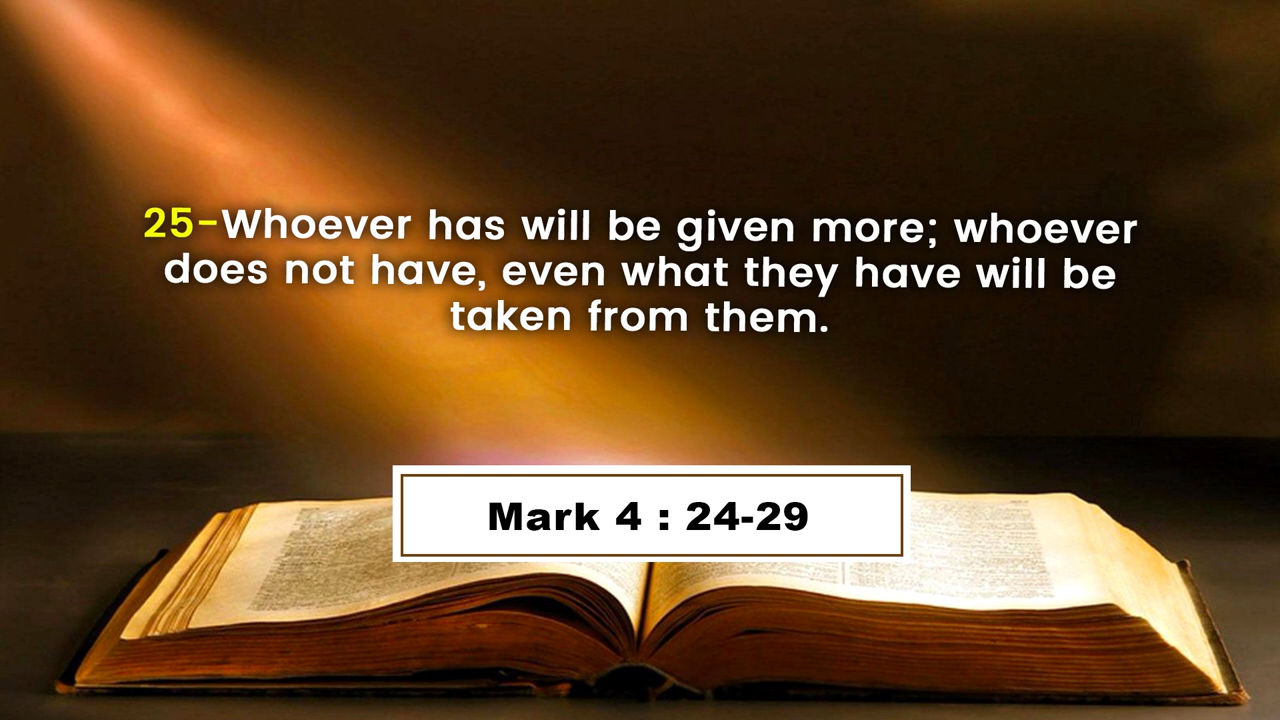 25-Whoever has will be given more; whoever
does not have, even what they have will be
taken from them.
Mark 4 : 24-29